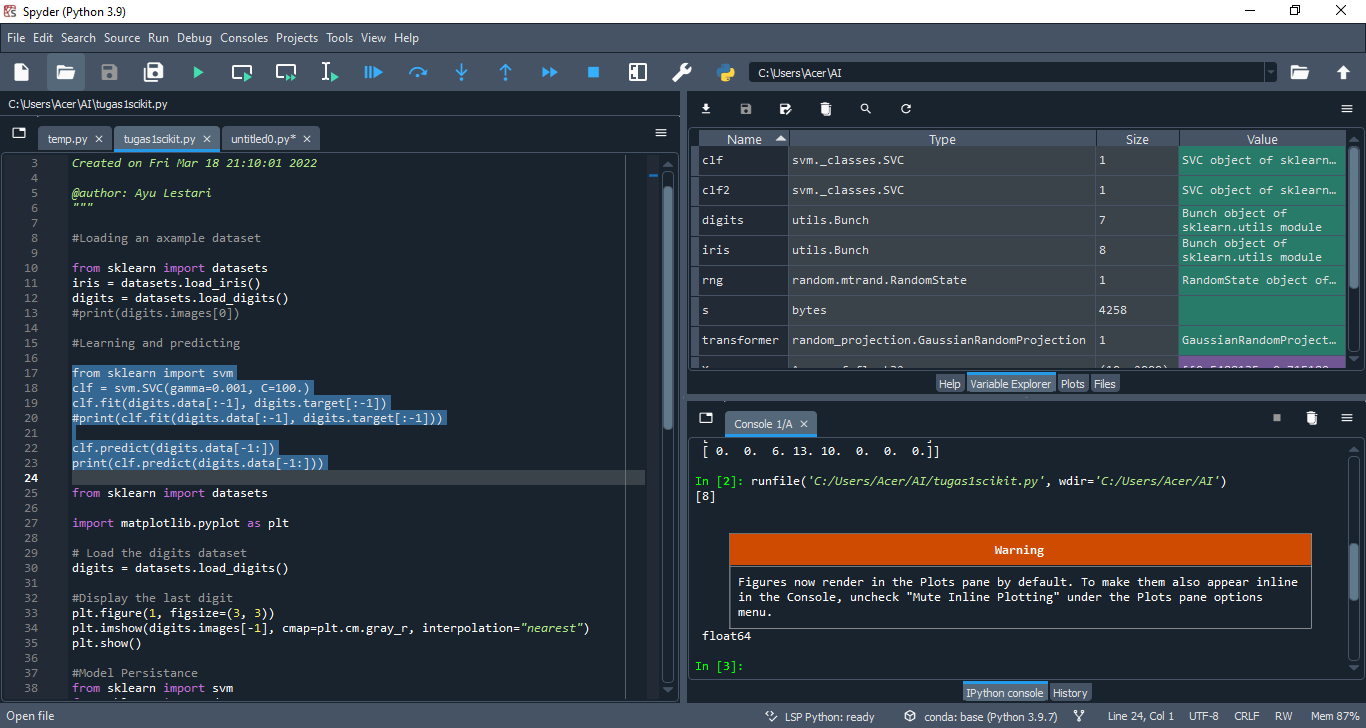 Spyder (Python 3.9)
File Edit Search Source Run Debug Consoles Projects Tools View Help
C:\Users\Acer\AI
C:\Users\Acer\AI\tugas1scikit.py
temp.py
tugas1scikit.py
untitled0.py*
3 Created on Fri Mar 18 21:10:01 2022
4
5 @author: Ayu Lestari
6 """
7
8 #Loading an axample dataset
9
10 from sklearn import datasets
11 iris = datasets.load_iris()
12 digits = datasets.load_digits()
13 #print(digits.images[0])
14
15 #Learning and predicting
16
17 from sklearn import svm
18 clf = svm.SVC(gamma=0.001, C=100.)
19 clf.fit(digits.data[:-1], digits.target[:-1])
20 #print(clf.fit(digits.data[:-1], digits.target[:-1]))
21
22 clf.predict(digits.data[-1:])
23 print(clf.predict(digits.data[-1:]))
24
25 from sklearn import datasets
26
27 import matplotlib.pyplot as plt
28
29 # Load the digits dataset
30 digits = datasets.load_digits()
31
32 #Display the last digit
33 plt.figure(1, figsize=(3, 3))
34 plt.imshow(digits.images[-1], cmap=plt.cm.gray_r, interpolation="nearest")
35 plt.show()
36
37 #Model Persistance
38 from sklearn import svm
Name Type Size Value
clf svm._classes.SVC 1 SVC object of sklearn…
clf2 svm._classes.SVC 1 SVC object of sklearn…
digits utils.Bunch 7 Bunch object of
sklearn.utils module
iris utils.Bunch 8 Bunch object of
sklearn.utils module
rng random.mtrand.RandomState 1 RandomState object of…
s bytes 4258
transformer random_projection.GaussianRandomProjection 1 GaussianRandomProject…
Help Variable Explorer Plots Files
Console 1/A
[ 0. 0. 6. 13. 10. 0. 0. 0.]]
In [2]: runfile('C:/Users/Acer/AI/tugas1scikit.py', wdir='C:/Users/Acer/AI')
[8]
Warning
Figures now render in the Plots pane by default. To make them also appear inline
in the Console, uncheck "Mute Inline Plotting" under the Plots pane options
menu.
float64
In [3]:
IPython console History
Open file LSP Python: ready conda: base (Python 3.9.7) Line 24, Col 1 UTF-8 CRLF RW Mem 87%